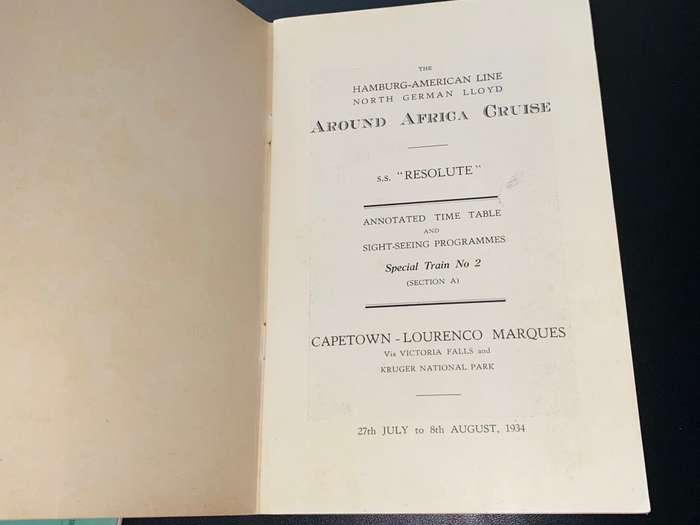 THE
HAMBURG-AMERICAN LINE
NORTH GERMAN LLOYD
AROUND AFRICA CRUISE
S.S. "RESOLUTE"
ANNOTATED TIME TABLE
AND
SIGHT-SEEING PROGRAMMES
Special Train No 2
(SECTION A)
CAPETOWN - LOURENCO MARQUES
Via VICTORIA FALLS and
KRUGER NATIONAL PARK
27th JULY to 8th AUGUST, 1934